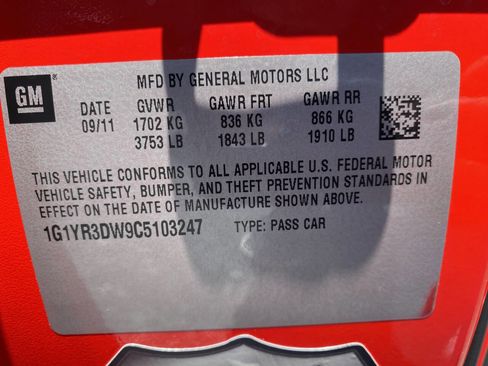 GM ®
MFD BY GENERAL MOTORS LLC
DATE GVWR GAWR FRT GAWR RR
09/11 1702 KG 836 KG 866 KG
3753 LB 1843 LB 1910 LB
THIS VEHICLE CONFORMS TO ALL APPLICABLE U.S. FEDERAL MOTOR
VEHICLE SAFETY, BUMPER, AND THEFT PREVENTION STANDARDS IN
EFFECT ON THE DATE OF MANUFACTURE SHOWN ABOVE.
1G1YR3DW9C5103247 TYPE: PASS CAR